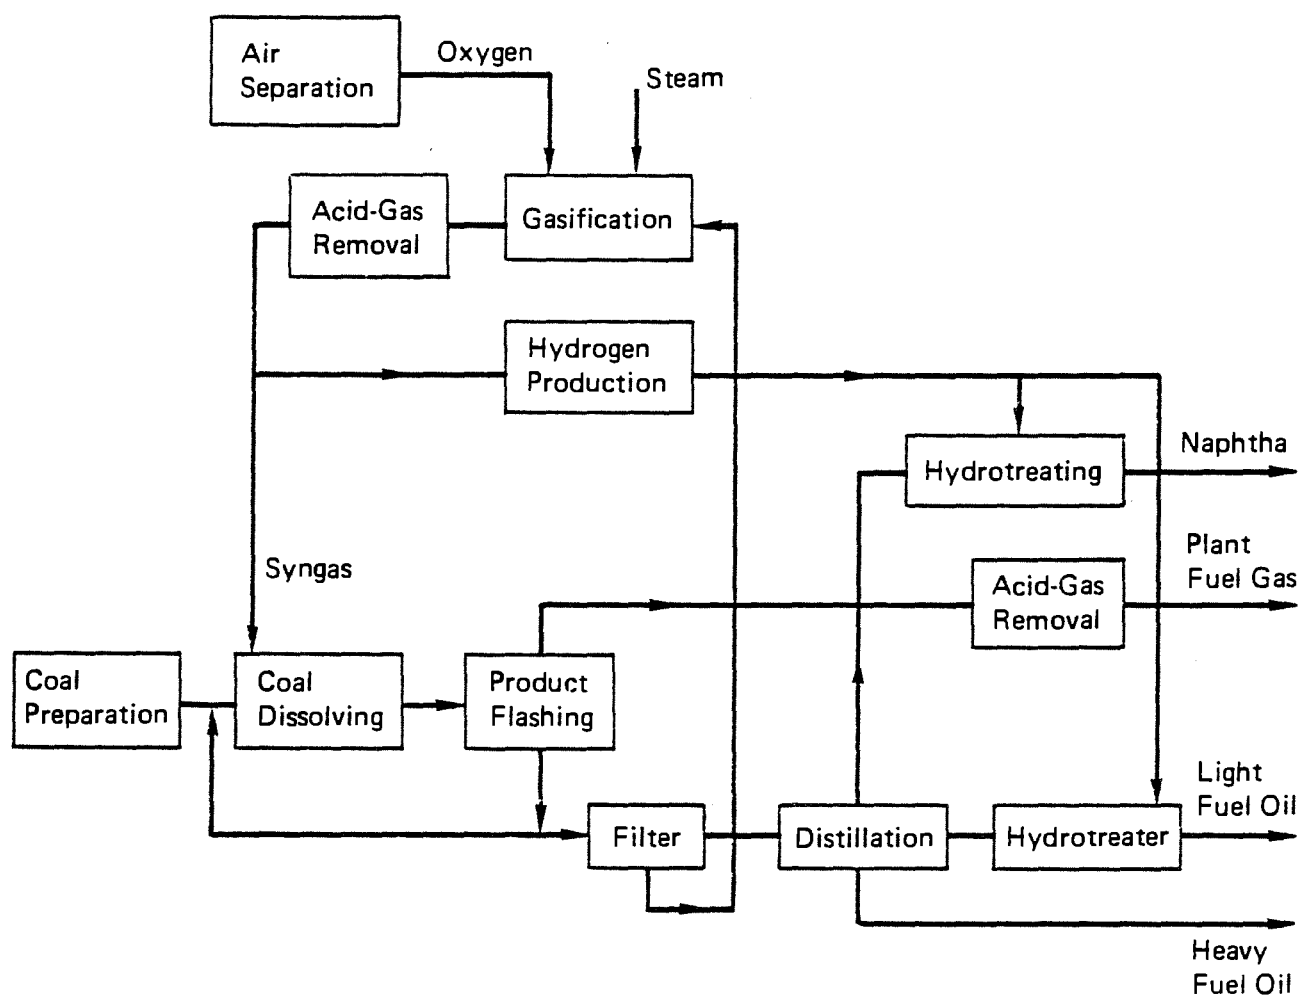 Air
Separation
Oxygen
Steam
Acid-Gas
Removal
Gasification
Hydrogen
Production
Hydrotreating
Naphtha
Plant
Fuel Gas
Acid-Gas
Removal
Syngas
Coal
Preparation
Coal
Dissolving
Product
Flashing
Light
Fuel Oil
Filter
Distillation
Hydrotreater
Heavy
Fuel Oil